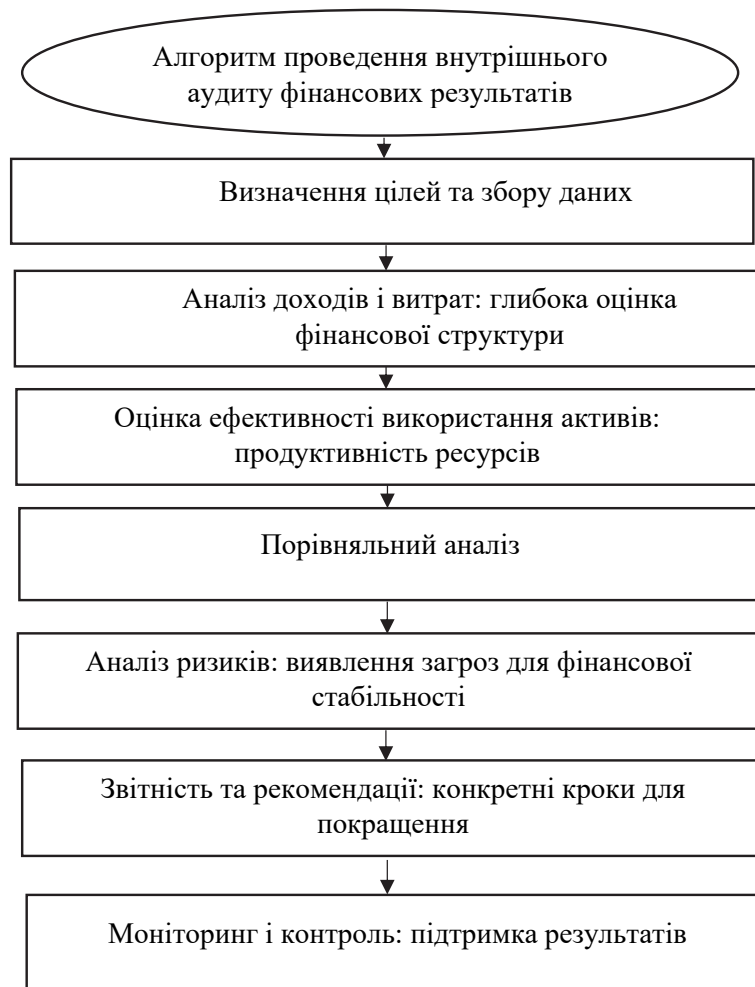 Алгоритм проведення внутрішнього
аудиту фінансових результатів
Визначення цілей та збору даних
Аналіз доходів і витрат: глибока оцінка
фінансової структури
Оцінка ефективності використання активів:
продуктивність ресурсів
Порівняльний аналіз
Аналіз ризиків: виявлення загроз для фінансової
стабільності
Звітність та рекомендації: конкретні кроки для
покращення
Моніторинг і контроль: підтримка результатів